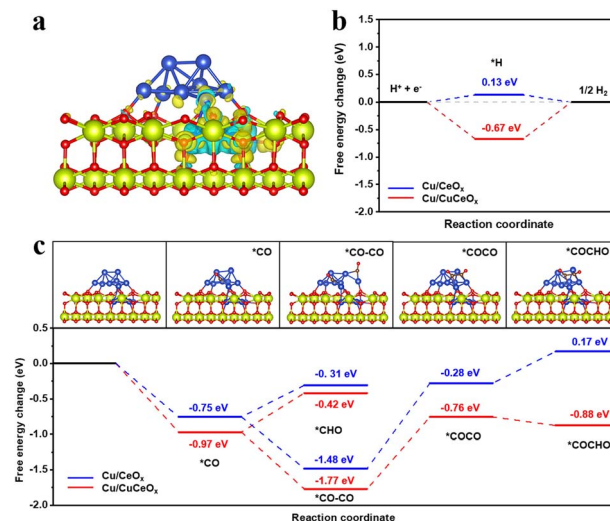 a
b
Free energy change (eV)
1.5
1.0
0.5
0.0
-0.5
-1.0
-1.5
-2.0
H⁺ + e⁻
*H
0.13 eV
-0.67 eV
1/2 H₂
Cu/CeOₓ
Cu/CuCeOₓ
Reaction coordinate
c
*CO
*CO-CO
*COCO
*COCHO
Free energy change (eV)
0.5
0.0
-0.5
-1.0
-1.5
-2.0
-0.75 eV
-0.97 eV
*CO
-0. 31 eV
-0.42 eV
*CHO
-1.48 eV
-1.77 eV
*CO-CO
-0.28 eV
-0.76 eV
*COCO
0.17 eV
-0.88 eV
*COCHO
Cu/CeOₓ
Cu/CuCeOₓ
Reaction coordinate